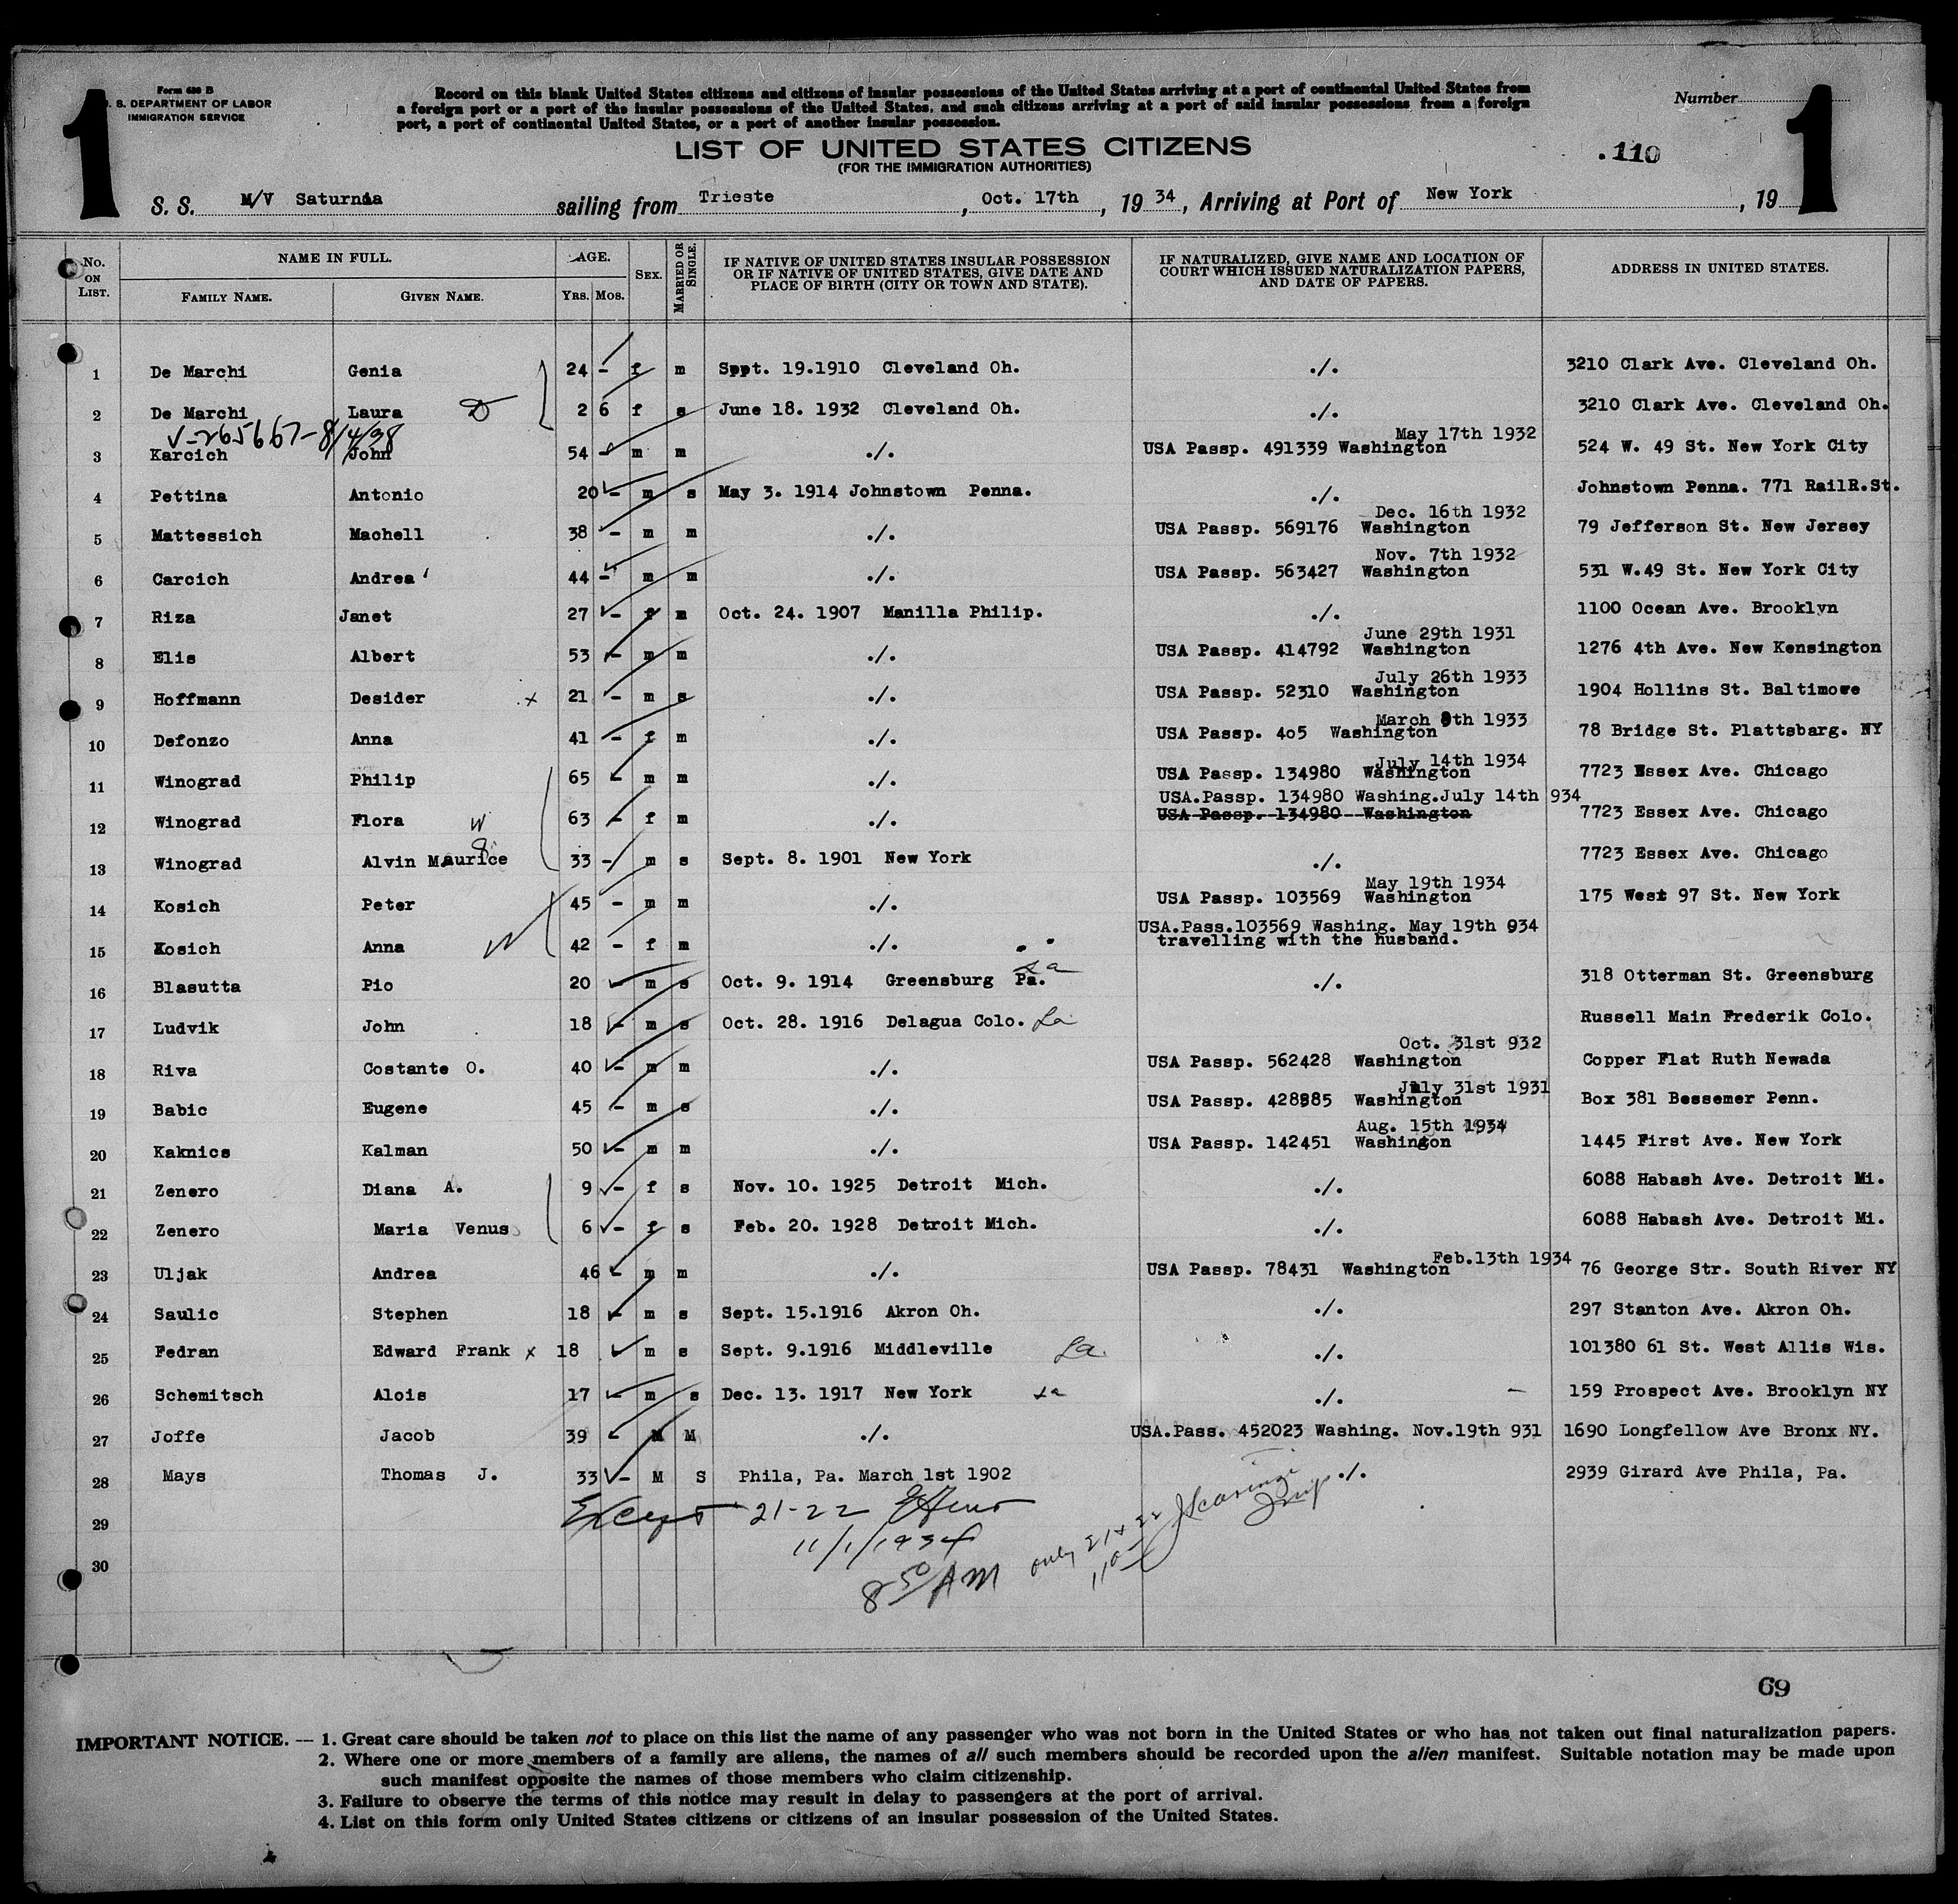 1
1
Form 630 B
U. S. DEPARTMENT OF LABOR
IMMIGRATION SERVICE
Record on this blank United States citizens and citizens of insular possessions of the United States arriving at a port of continental United States from
a foreign port or a port of the insular possessions of the United States, and such citizens arriving at a port of said insular possessions from a foreign
port, a port of continental United States, or a port of another insular possession.
Number
LIST OF UNITED STATES CITIZENS
(FOR THE IMMIGRATION AUTHORITIES)
.110
S. S. M/V Saturnia sailing from Trieste, Oct. 17th, 19 34, Arriving at Port of New York, 19
No. ON LIST. NAME IN FULL. AGE. SEX. MARRIED OR SINGLE. IF NATIVE OF UNITED STATES INSULAR POSSESSION OR IF NATIVE OF UNITED STATES, GIVE DATE AND PLACE OF BIRTH (CITY OR TOWN AND STATE). IF NATURALIZED, GIVE NAME AND LOCATION OF COURT WHICH ISSUED NATURALIZATION PAPERS, AND DATE OF PAPERS. ADDRESS IN UNITED STATES.
FAMILY NAME. GIVEN NAME. YRS. MOS.
1 De Marchi Genia 24 - f m Sept. 19.1910 Cleveland Oh. ./. 3210 Clark Ave. Cleveland Oh.
2 De Marchi Laura D 2 6 f s June 18. 1932 Cleveland Oh. ./. 3210 Clark Ave. Cleveland Oh.
V-265667-8/4/38
May 17th 1932
3 Karcich John 54 - m m ./. USA Passp. 491339 Washington 524 W. 49 St. New York City
4 Pettina Antonio 20 - m s May 3. 1914 Johnstown Penna. ./. Johnstown Penna. 771 RailR.St.
Dec. 16th 1932
5 Mattessich Machell 38 - m m ./. USA Passp. 569176 Washington 79 Jefferson St. New Jersey
Nov. 7th 1932
6 Carcich Andrea 44 - m m ./. USA Passp. 563427 Washington 531 W.49 St. New York City
7 Riza Janet 27 - f m Oct. 24. 1907 Manilla Philip. ./. 1100 Ocean Ave. Brooklyn
June 29th 1931
8 Elis Albert 53 - m m ./. USA Passp. 414792 Washington 1276 4th Ave. New Kensington
July 26th 1933
9 Hoffmann Desider x 21 - m s ./. USA Passp. 52310 Washington 1904 Hollins St. Baltimore
March 8th 1933
10 Defonzo Anna 41 - f m ./. USA Passp. 405 Washington 78 Bridge St. Plattsbarg. NY
July 14th 1934
11 Winograd Philip 65 - m m ./. USA Passp. 134980 Washington 7723 Essex Ave. Chicago
USA.Passp. 134980 Washing.July 14th 934
12 Winograd Flora W 63 - f m ./. USA Passp. 134980 Washington 7723 Essex Ave. Chicago
13 Winograd Alvin Maurice 33 - m s Sept. 8. 1901 New York ./. 7723 Essex Ave. Chicago
May 19th 1934
14 Kosich Peter 45 - m m ./. USA Passp. 103569 Washington 175 West 97 St. New York
USA.Pass.103569 Washing. May 19th 934
15 Kosich Anna W 42 - f m ./. travelling with the husband.
16 Blasutta Pio 20 - m s Oct. 9. 1914 Greensburg Pa. ./. 318 Otterman St. Greensburg
17 Ludvik John 18 - m s Oct. 28. 1916 Delagua Colo. Russell Main Frederik Colo.
Oct. 31st 932
18 Riva Costante O. 40 - m m ./. USA Passp. 562428 Washington Copper Flat Ruth Newada
July 31st 1931
19 Babic Eugene 45 - m s ./. USA Passp. 428885 Washington Box 381 Bessemer Penn.
Aug. 15th 1934
20 Kaknics Kalman 50 - m m ./. USA Passp. 142451 Washington 1445 First Ave. New York
21 Zenero Diana A. 9 - f s Nov. 10. 1925 Detroit Mich. ./. 6088 Habash Ave. Detroit Mi.
22 Zenero Maria Venus 6 - f s Feb. 20. 1928 Detroit Mich. ./. 6088 Habash Ave. Detroit Mi.
Feb.13th 1934
23 Uljak Andrea 46 - m m ./. USA Passp. 78431 Washington 76 George Str. South River NY
24 Saulic Stephen 18 - m s Sept. 15.1916 Akron Oh. ./. 297 Stanton Ave. Akron Oh.
25 Fedran Edward Frank x 18 m s Sept. 9.1916 Middleville ./. 101380 61 St. West Allis Wis.
26 Schemitsch Alois 17 - m s Dec. 13. 1917 New York ./. 159 Prospect Ave. Brooklyn NY
27 Joffe Jacob 39 - M M ./. USA.Pass. 452023 Washing. Nov.19th 931 1690 Longfellow Ave Bronx NY.
28 Mays Thomas J. 33 - M S Phila, Pa. March 1st 1902 ./. 2939 Girard Ave Phila, Pa.
29 Except 21-22
11/1/1934
30
8 50 AM
only 21 & 22
69
IMPORTANT NOTICE. — 1. Great care should be taken not to place on this list the name of any passenger who was not born in the United States or who has not taken out final naturalization papers.
2. Where one or more members of a family are aliens, the names of all such members should be recorded upon the alien manifest. Suitable notation may be made upon
such manifest opposite the names of those members who claim citizenship.
3. Failure to observe the terms of this notice may result in delay to passengers at the port of arrival.
4. List on this form only United States citizens or citizens of an insular possession of the United States.